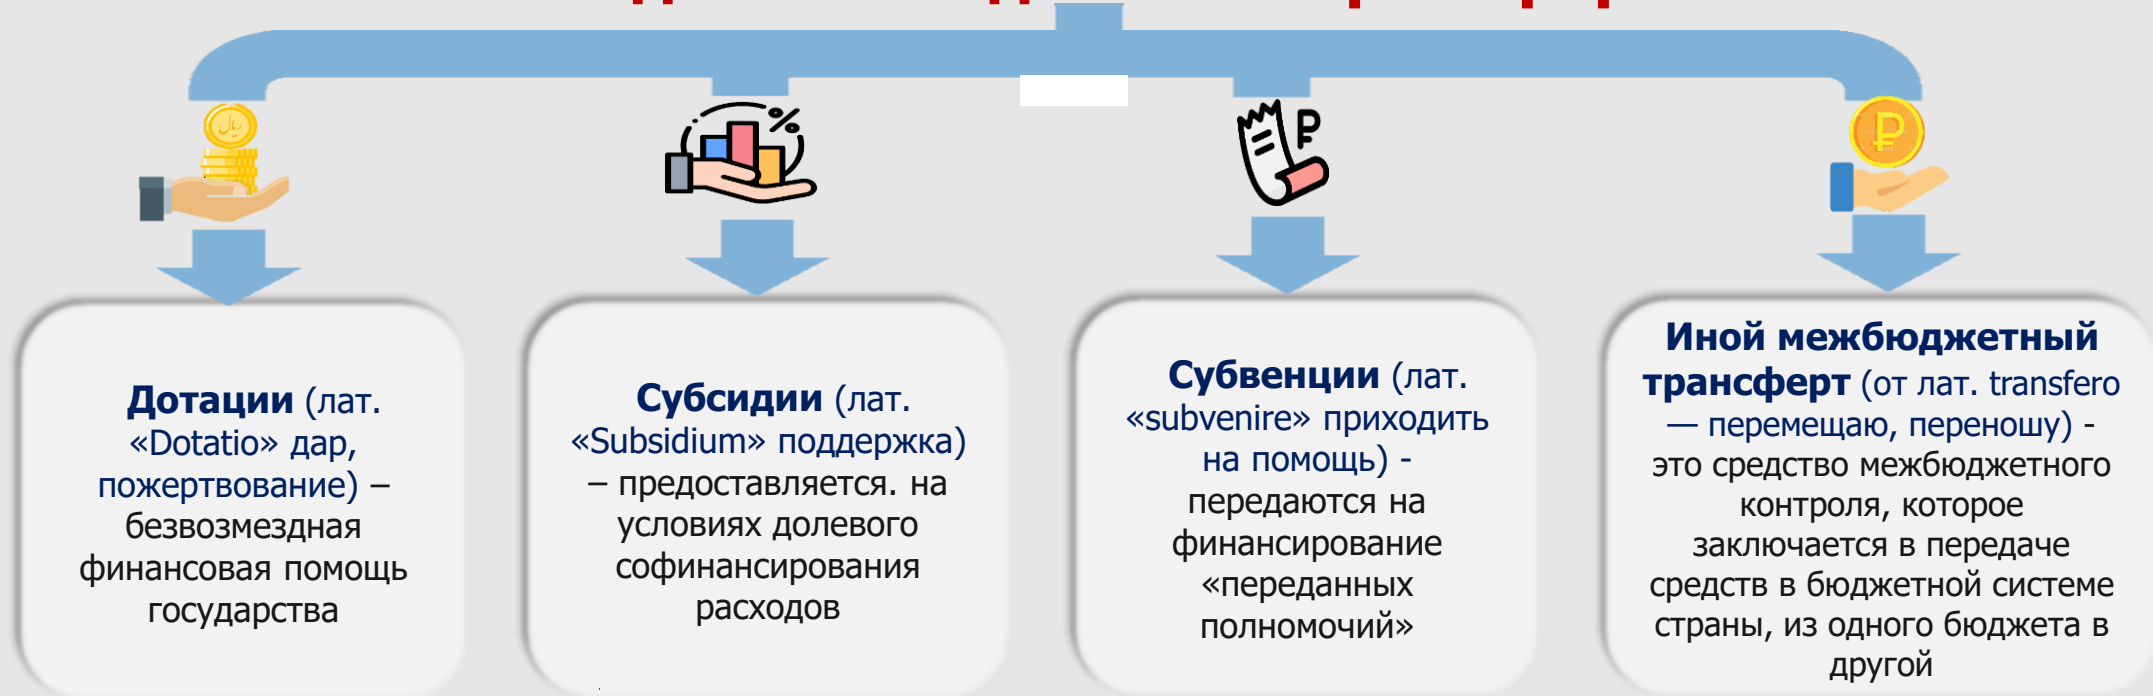 Дотации (лат.
«Dotatio» дар,
пожертвование) –
безвозмездная
финансовая помощь
государства
Субсидии (лат.
«Subsidium» поддержка)
– предоставляется. на
условиях долевого
софинансирования
расходов
Субвенции (лат.
«subvenire» приходить
на помощь) -
передаются на
финансирование
«переданных
полномочий»
Иной межбюджетный
трансферт (от лат. transfero
— перемещаю, переношу) -
это средство межбюджетного
контроля, которое
заключается в передаче
средств в бюджетной системе
страны, из одного бюджета в
другой